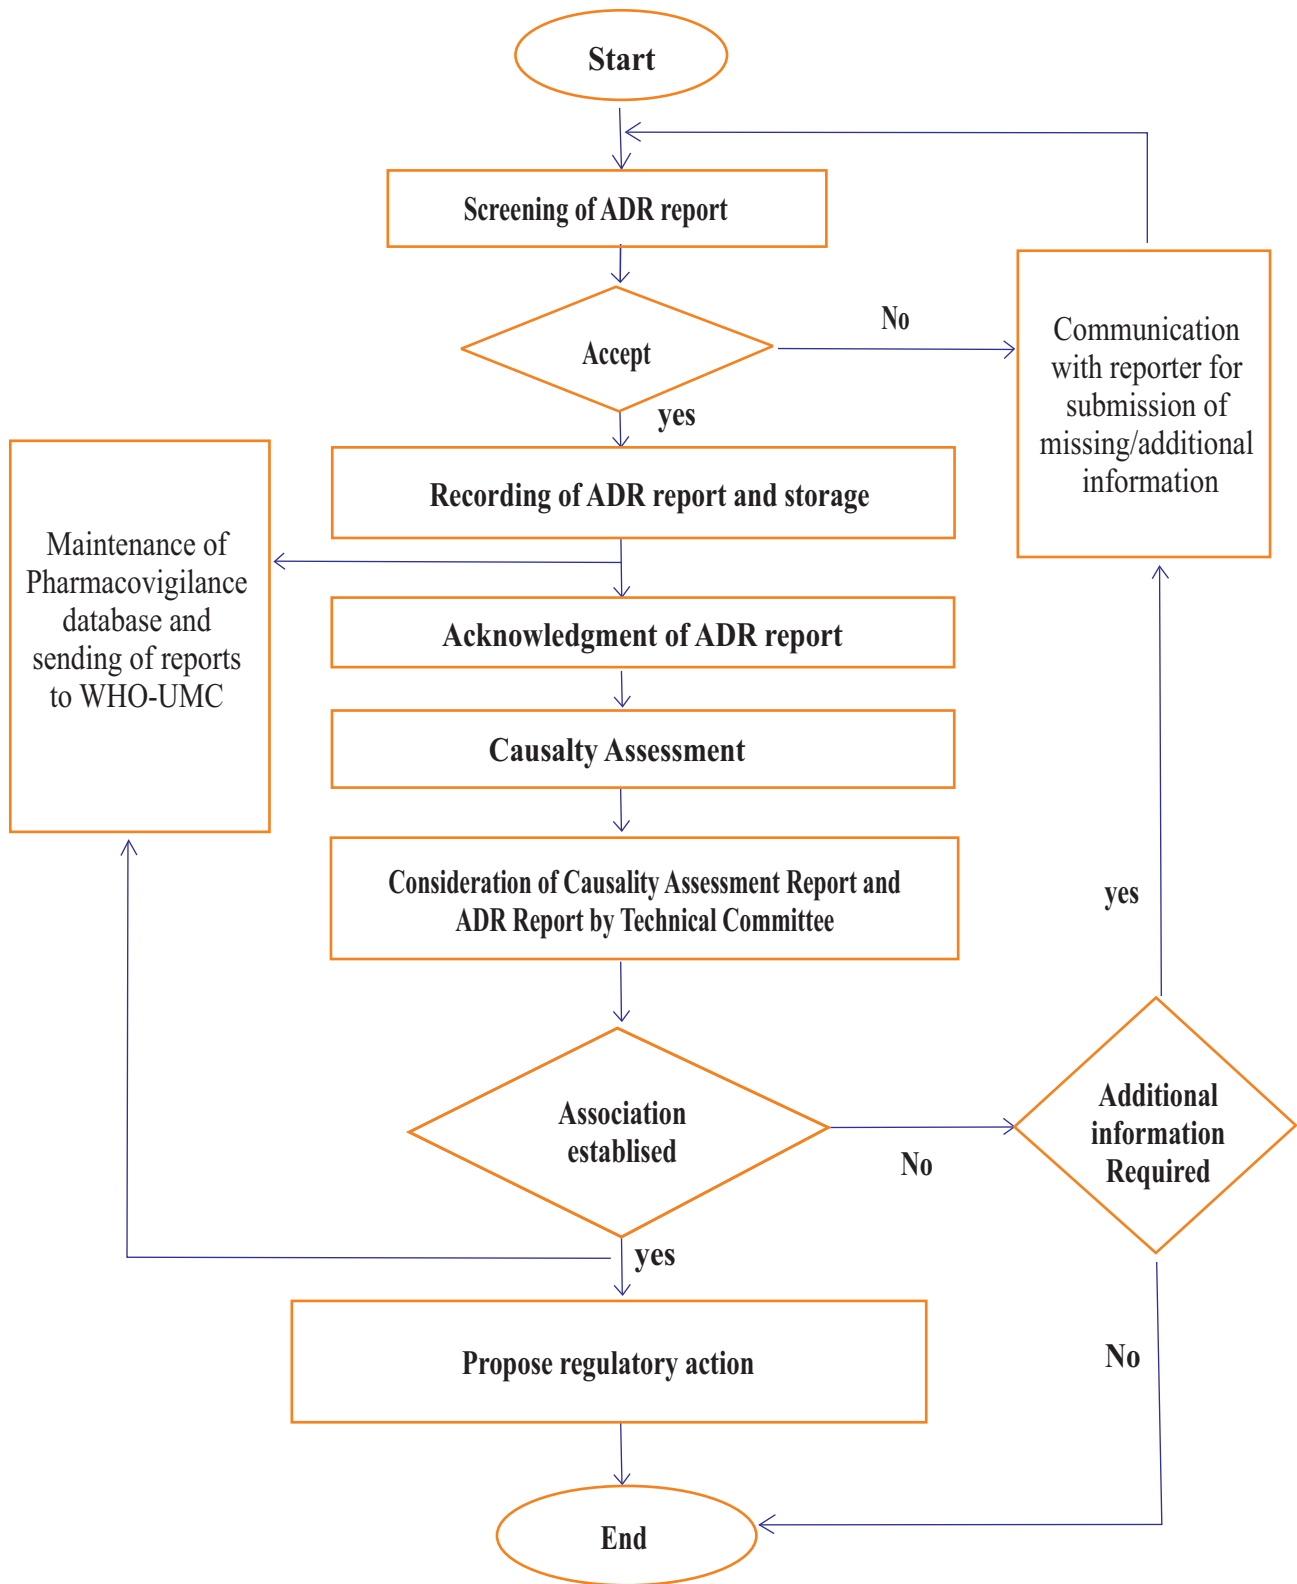 Start
Screening of ADR report
Accept
No
yes
Communication
with reporter for
submission of
missing/additional
information
Recording of ADR report and storage
Maintenance of
Pharmacovigilance
database and
sending of reports
to WHO-UMC
Acknowledgment of ADR report
Causalty Assessment
Consideration of Causality Assessment Report and
ADR Report by Technical Committee
yes
Association
establised
No
Additional
information
Required
yes
Propose regulatory action
No
End